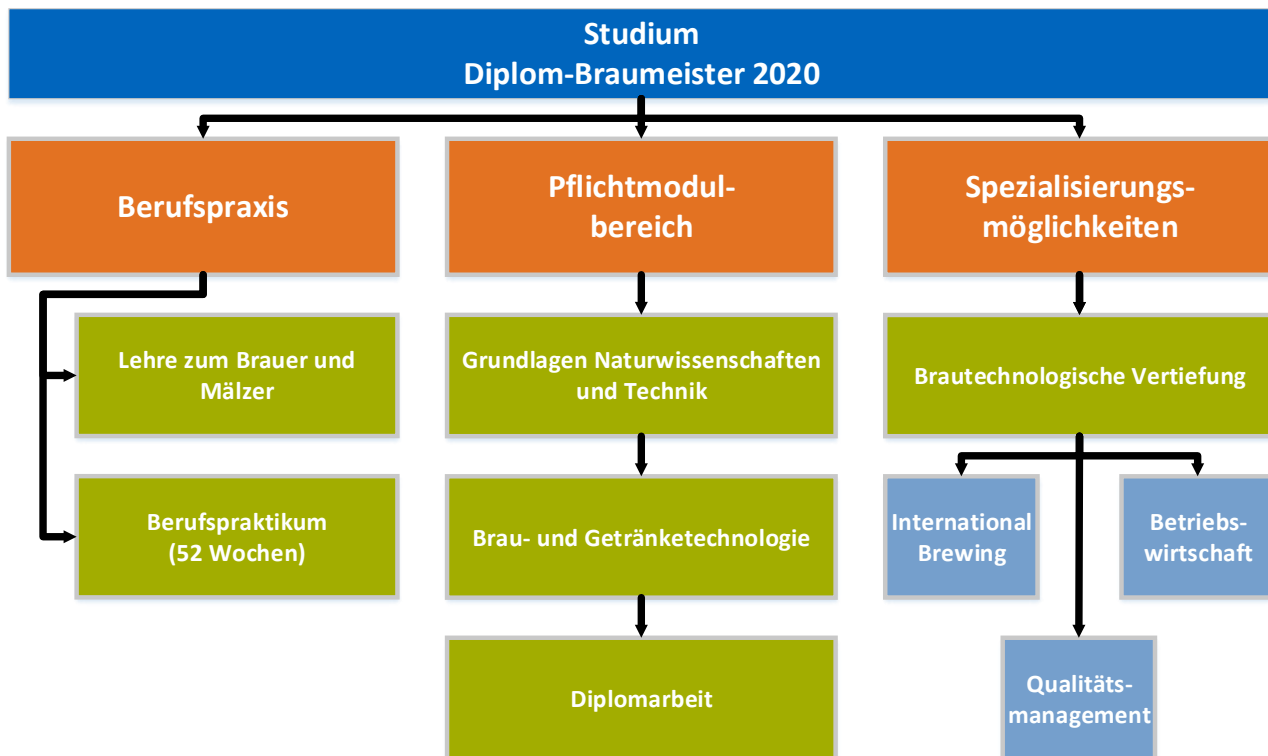 Studium
Diplom-Braumeister 2020
Berufspraxis
Pflichtmodul-
bereich
Spezialisierungs-
möglichkeiten
Lehre zum Brauer und
Mälzer
Grundlagen Naturwissenschaften
und Technik
Brautechnologische Vertiefung
Berufspraktikum
(52 Wochen)
Brau- und Getränketechnologie
International
Brewing
Betriebs-
wirtschaft
Diplomarbeit
Qualitäts-
management